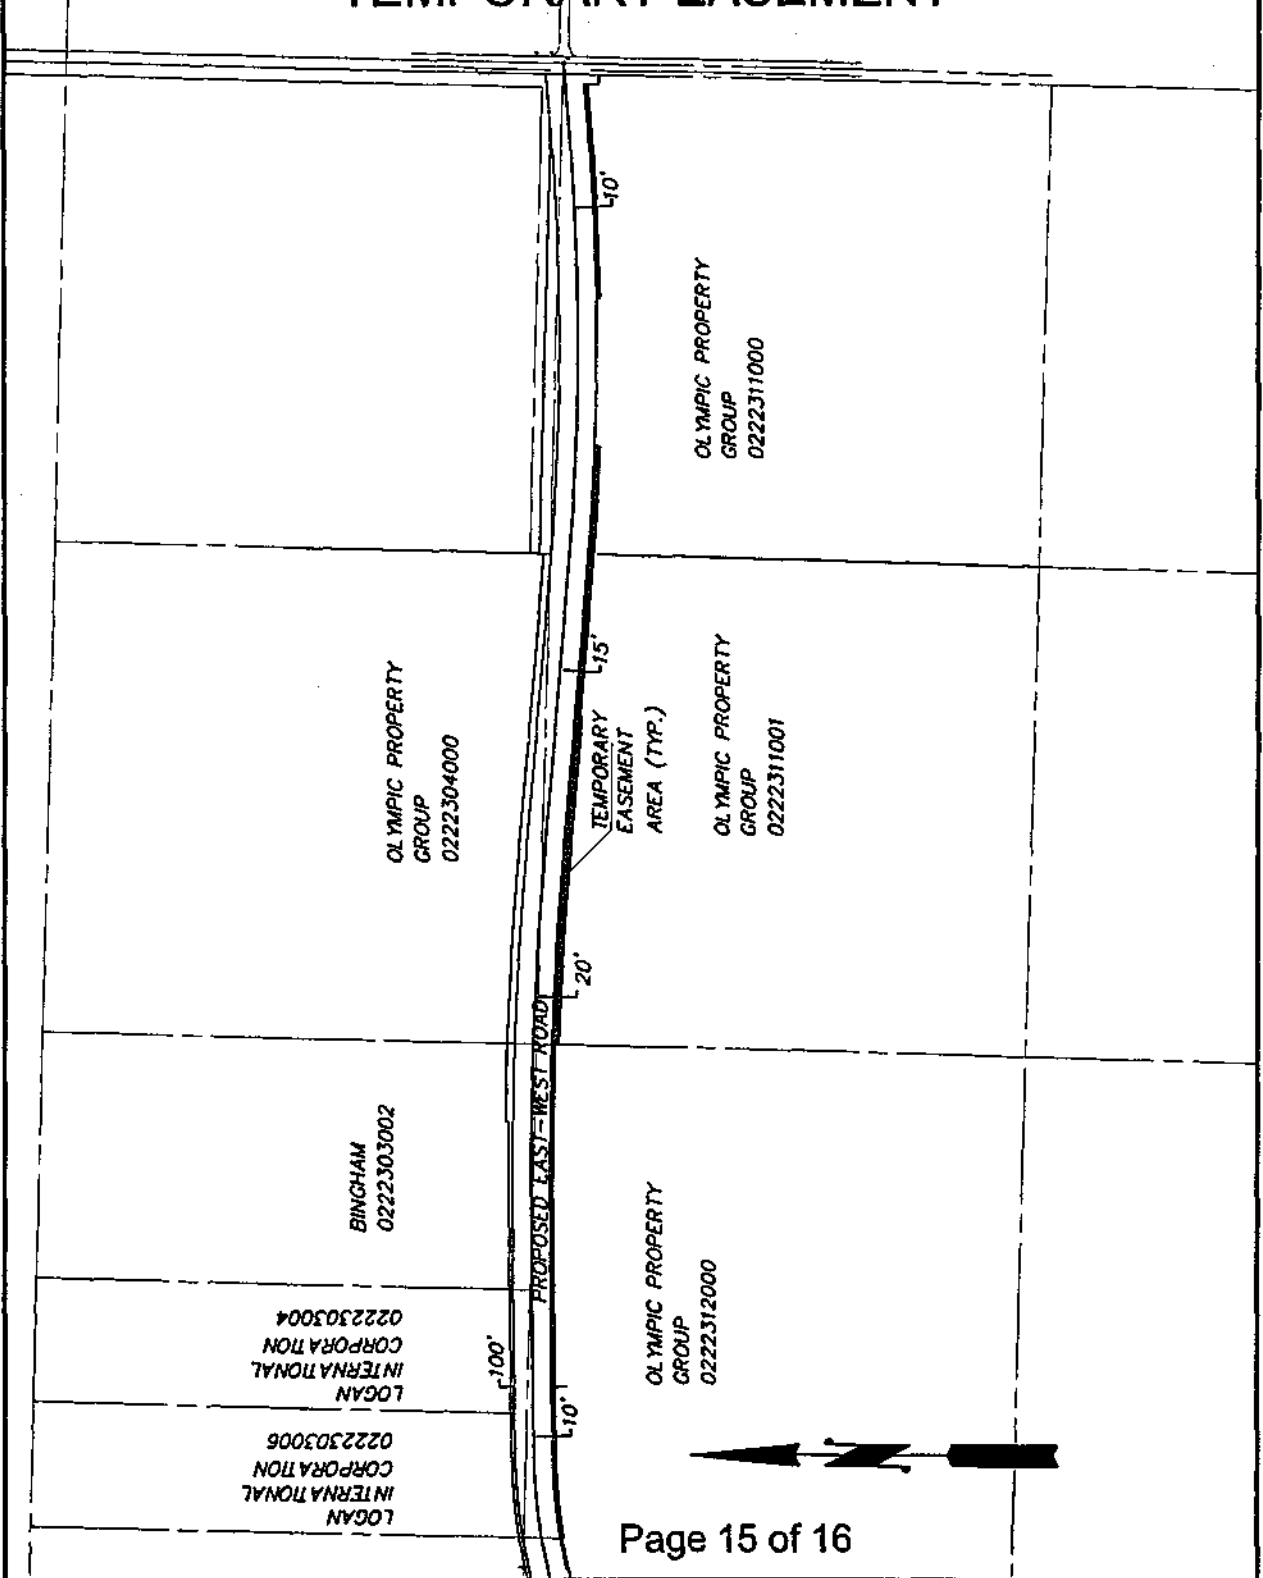 TEMPORARY EASEMENT
10'
OLYMPIC PROPERTY
GROUP
0222311000
15'
OLYMPIC PROPERTY
GROUP
0222304000
TEMPORARY
EASEMENT
AREA (TYP.)
OLYMPIC PROPERTY
GROUP
0222311001
20'
PROPOSED EAST-WEST ROAD
BINGHAM
0222303002
OLYMPIC PROPERTY
GROUP
0222312000
LOGAN
INTERNATIONAL
CORPORATION
0222303004
100'
10'
LOGAN
INTERNATIONAL
CORPORATION
0222303006
Page 15 of 16